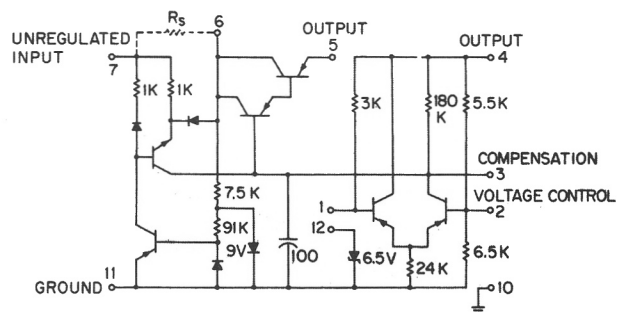 Rs
6
OUTPUT
5
UNREGULATED
INPUT
7
OUTPUT
4
1K
1K
3K
180
K
5.5K
COMPENSATION
3
7.5 K
VOLTAGE CONTROL
1
2
12
91K
9V
100
6.5V
24K
6.5K
11
GROUND
10